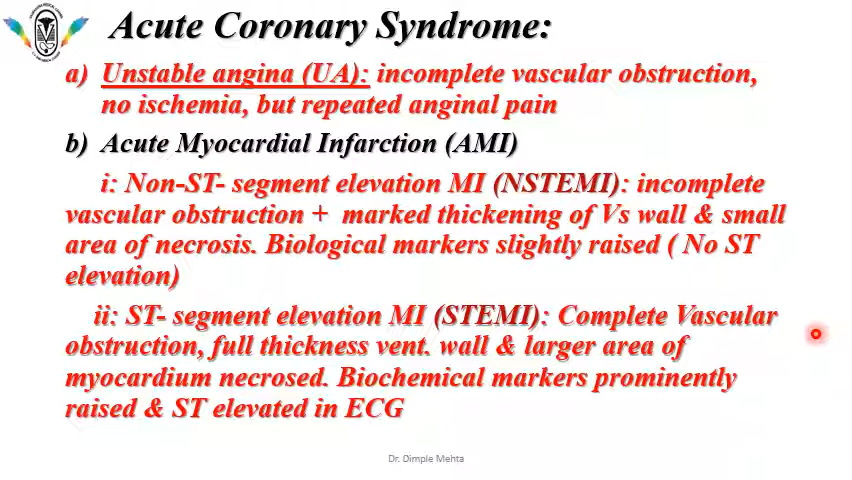 Acute Coronary Syndrome:
a) Unstable angina (UA): incomplete vascular obstruction,
no ischemia, but repeated anginal pain
b) Acute Myocardial Infarction (AMI)
i: Non-ST- segment elevation MI (NSTEMI): incomplete
vascular obstruction + marked thickening of Vs wall & small
area of necrosis. Biological markers slightly raised ( No ST
elevation)
ii: ST- segment elevation MI (STEMI): Complete Vascular
obstruction, full thickness vent. wall & larger area of
myocardium necrosed. Biochemical markers prominently
raised & ST elevated in ECG
Dr. Dimple Mehta